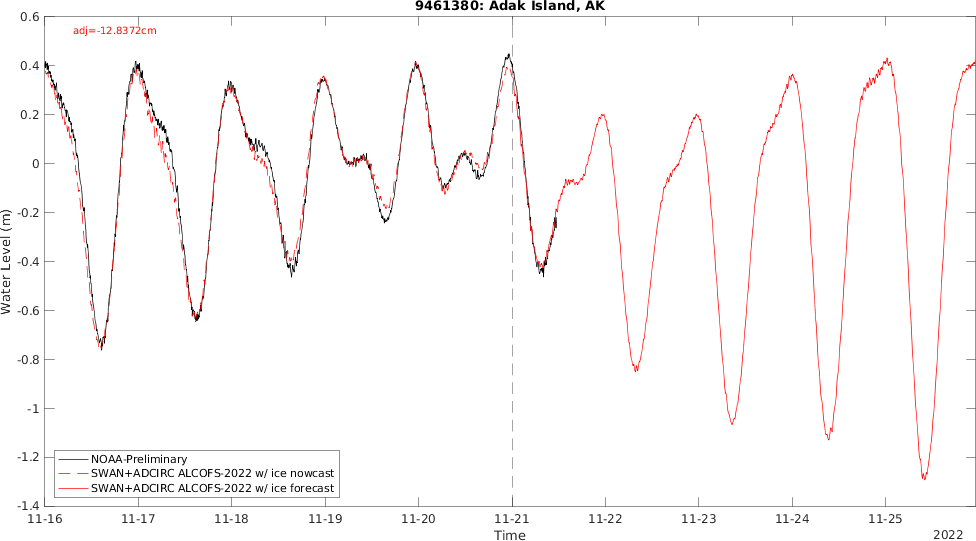 9461380: Adak Island, AK
adj=-12.8372cm
0.6
0.4
0.2
0
-0.2
-0.4
-0.6
-0.8
-1
-1.2
-1.4
Water Level (m)
NOAA-Preliminary
SWAN+ADCIRC ALCOFS-2022 w/ ice nowcast
SWAN+ADCIRC ALCOFS-2022 w/ ice forecast
11-16 11-17 11-18 11-19 11-20 11-21 11-22 11-23 11-24 11-25
Time
2022